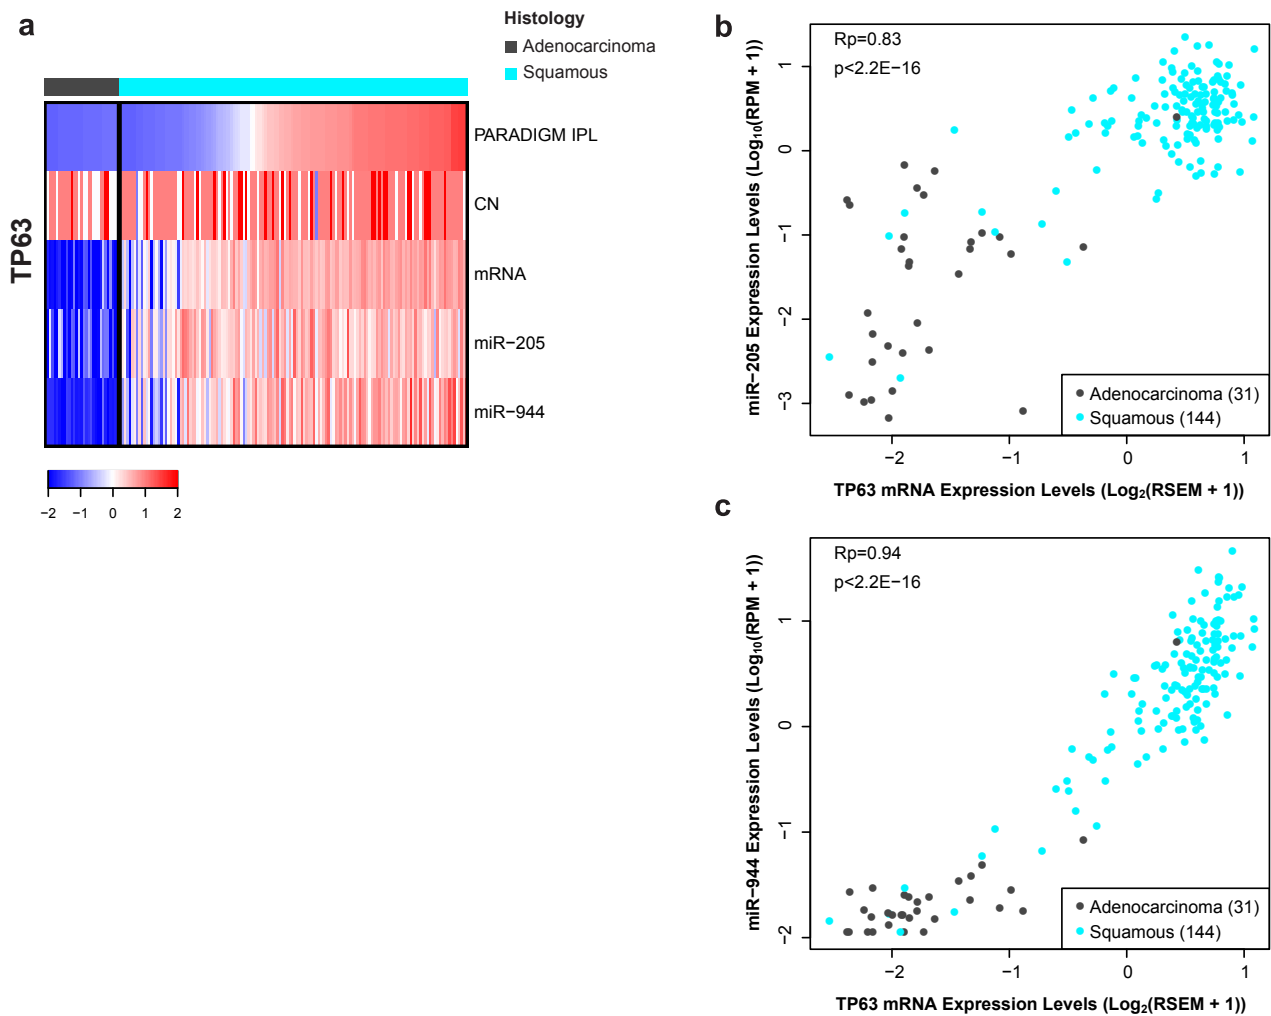 a
Histology
Adenocarcinoma
Squamous
TP63
PARADIGM IPL
CN
mRNA
miR−205
miR−944
−2 −1 0 1 2
b
Rp=0.83
p<2.2E−16
miR−205 Expression Levels (Log₁₀(RPM + 1))
1
0
−1
−2
−3
Adenocarcinoma (31)
Squamous (144)
−2 −1 0 1
TP63 mRNA Expression Levels (Log₂(RSEM + 1))
c
Rp=0.94
p<2.2E−16
miR−944 Expression Levels (Log₁₀(RPM + 1))
1
0
−1
−2
Adenocarcinoma (31)
Squamous (144)
−2 −1 0 1
TP63 mRNA Expression Levels (Log₂(RSEM + 1))